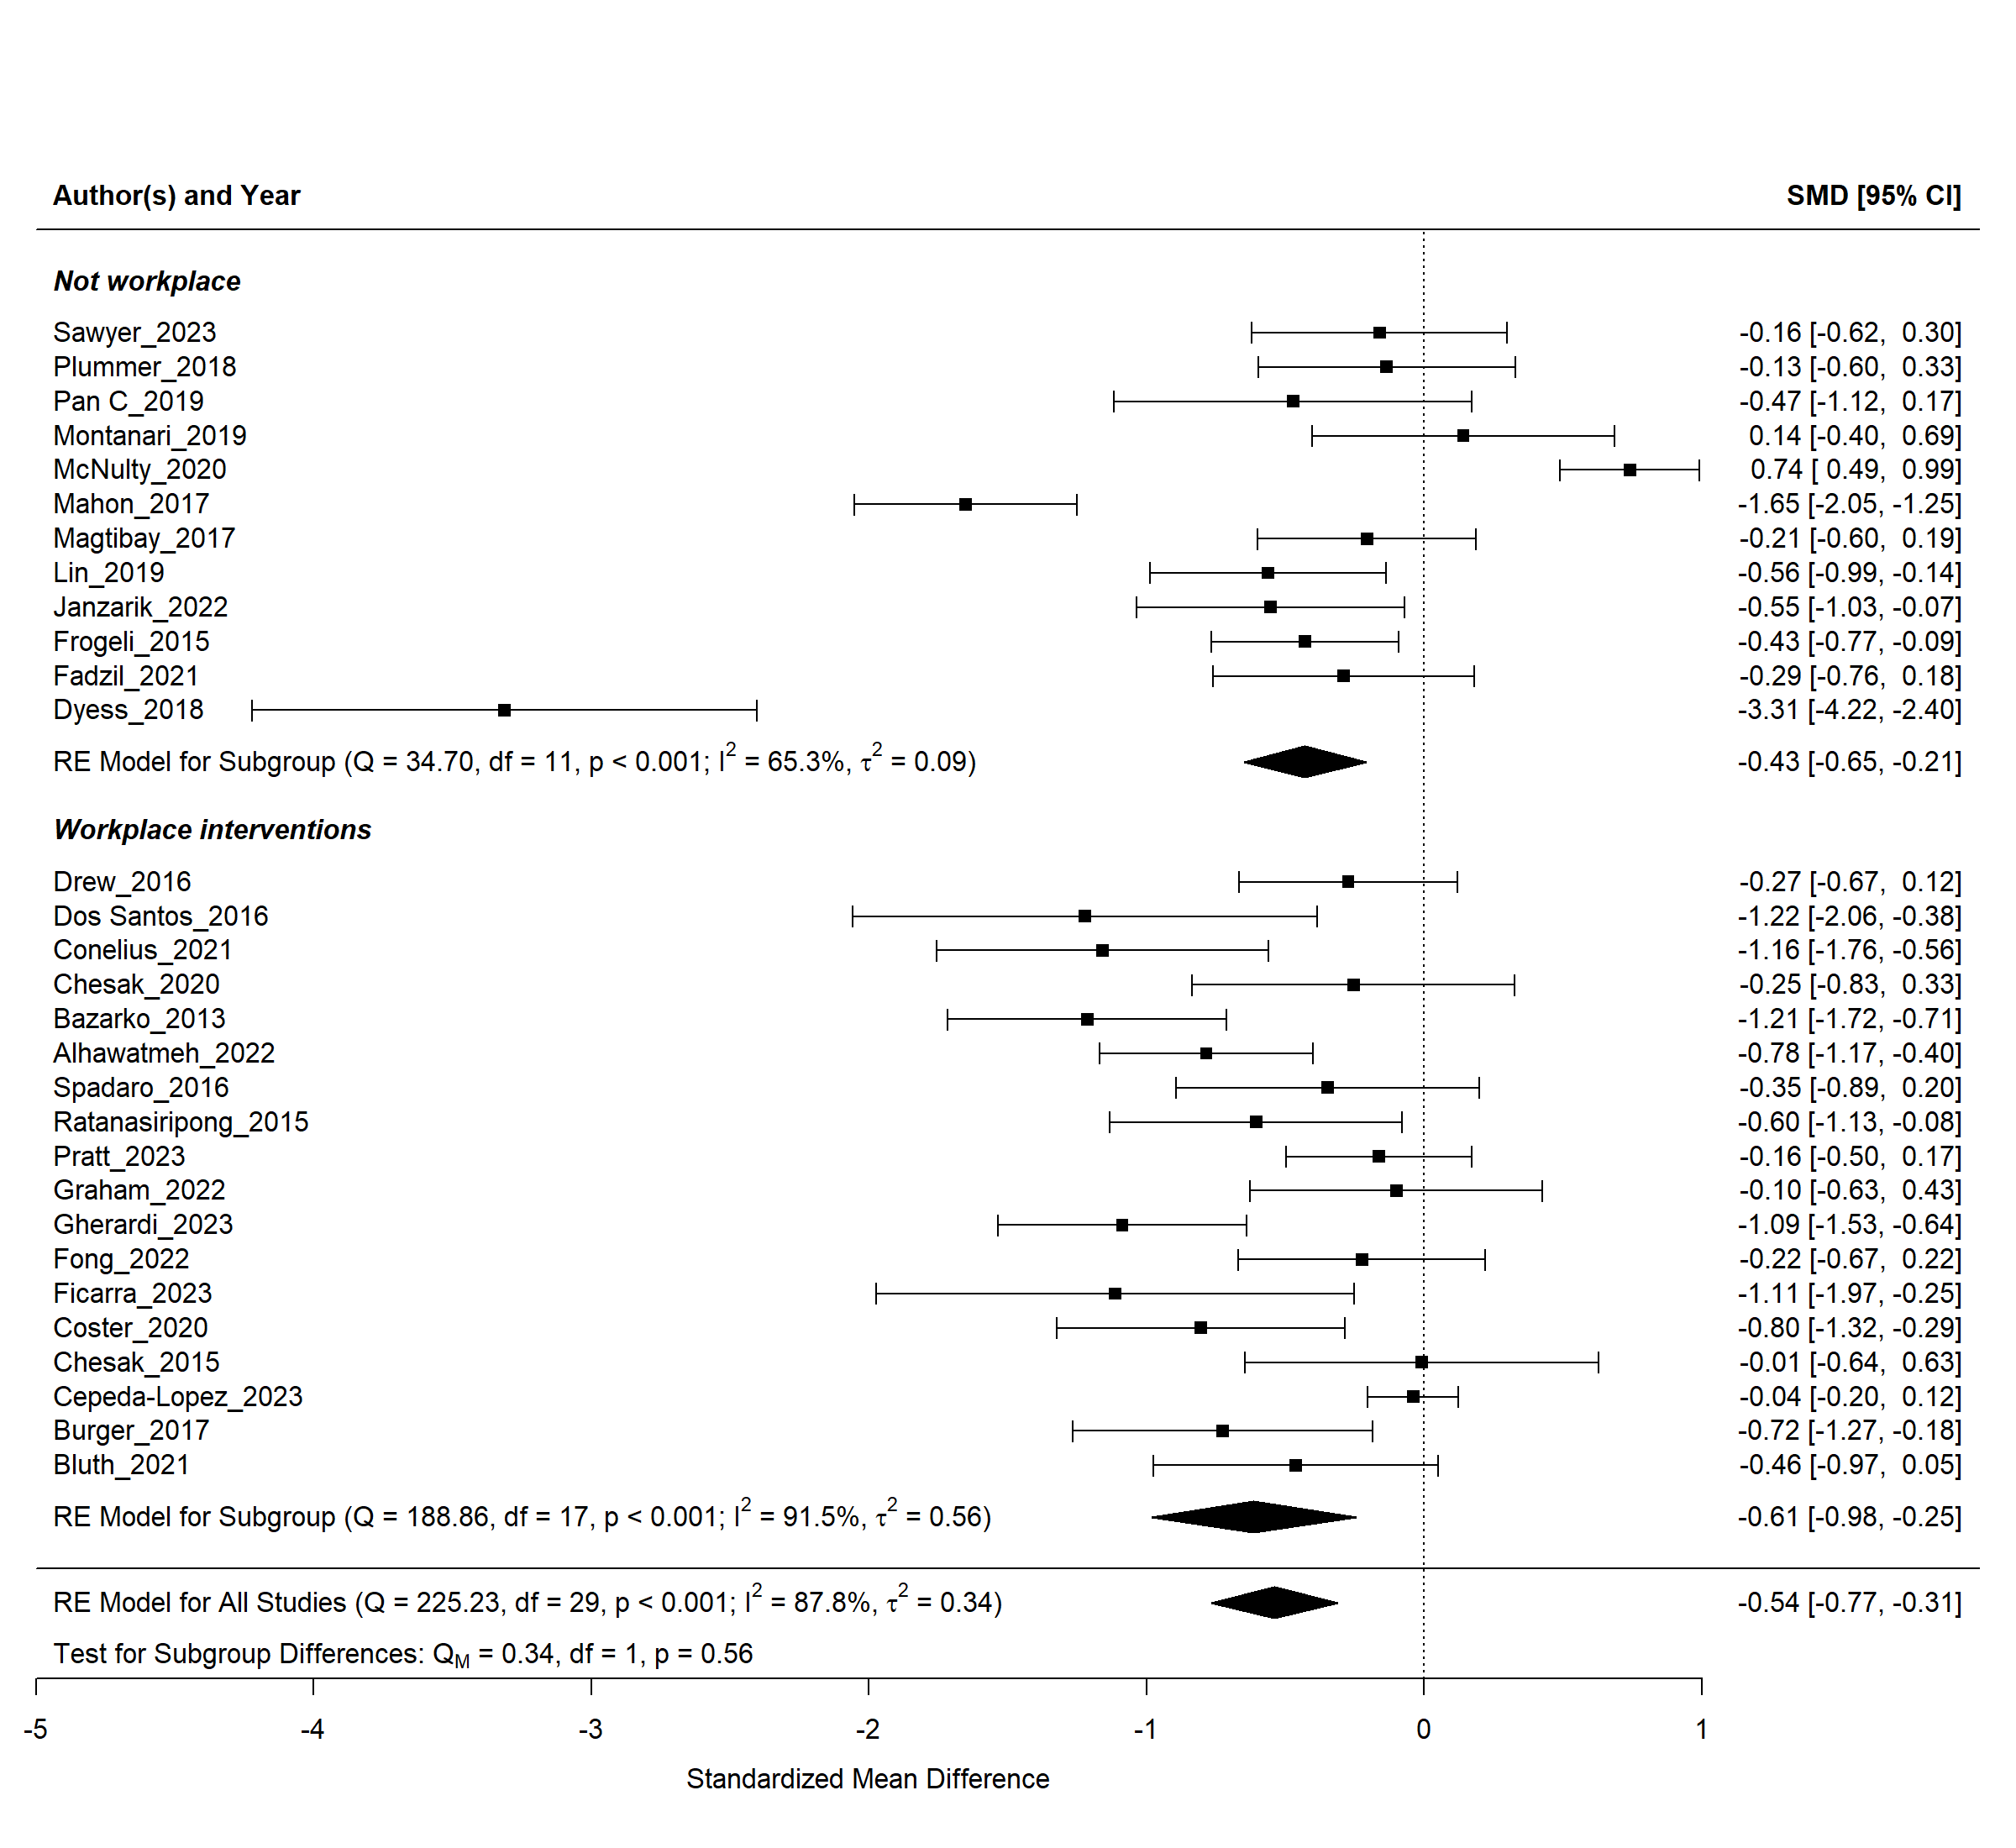 Author(s) and Year SMD [95% CI]
Not workplace
Sawyer_2023 -0.16 [-0.62, 0.30]
Plummer_2018 -0.13 [-0.60, 0.33]
Pan C_2019 -0.47 [-1.12, 0.17]
Montanari_2019 0.14 [-0.40, 0.69]
McNulty_2020 0.74 [ 0.49, 0.99]
Mahon_2017 -1.65 [-2.05, -1.25]
Magtibay_2017 -0.21 [-0.60, 0.19]
Lin_2019 -0.56 [-0.99, -0.14]
Janzarik_2022 -0.55 [-1.03, -0.07]
Frogeli_2015 -0.43 [-0.77, -0.09]
Fadzil_2021 -0.29 [-0.76, 0.18]
Dyess_2018 -3.31 [-4.22, -2.40]
RE Model for Subgroup (Q = 34.70, df = 11, p < 0.001; I² = 65.3%, τ² = 0.09) -0.43 [-0.65, -0.21]
Workplace interventions
Drew_2016 -0.27 [-0.67, 0.12]
Dos Santos_2016 -1.22 [-2.06, -0.38]
Conelius_2021 -1.16 [-1.76, -0.56]
Chesak_2020 -0.25 [-0.83, 0.33]
Bazarko_2013 -1.21 [-1.72, -0.71]
Alhawatmeh_2022 -0.78 [-1.17, -0.40]
Spadaro_2016 -0.35 [-0.89, 0.20]
Ratanasiripong_2015 -0.60 [-1.13, -0.08]
Pratt_2023 -0.16 [-0.50, 0.17]
Graham_2022 -0.10 [-0.63, 0.43]
Gherardi_2023 -1.09 [-1.53, -0.64]
Fong_2022 -0.22 [-0.67, 0.22]
Ficarra_2023 -1.11 [-1.97, -0.25]
Coster_2020 -0.80 [-1.32, -0.29]
Chesak_2015 -0.01 [-0.64, 0.63]
Cepeda-Lopez_2023 -0.04 [-0.20, 0.12]
Burger_2017 -0.72 [-1.27, -0.18]
Bluth_2021 -0.46 [-0.97, 0.05]
RE Model for Subgroup (Q = 188.86, df = 17, p < 0.001; I² = 91.5%, τ² = 0.56) -0.61 [-0.98, -0.25]
RE Model for All Studies (Q = 225.23, df = 29, p < 0.001; I² = 87.8%, τ² = 0.34) -0.54 [-0.77, -0.31]
Test for Subgroup Differences: Q_M = 0.34, df = 1, p = 0.56
-5 -4 -3 -2 -1 0 1
Standardized Mean Difference